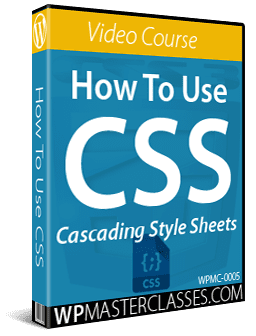 Video Course
How To Use
CSS
Cascading Style Sheets
{;}
CSS
WPMC-0005
WPMASTERCLASSES.COM
How To Use CSS